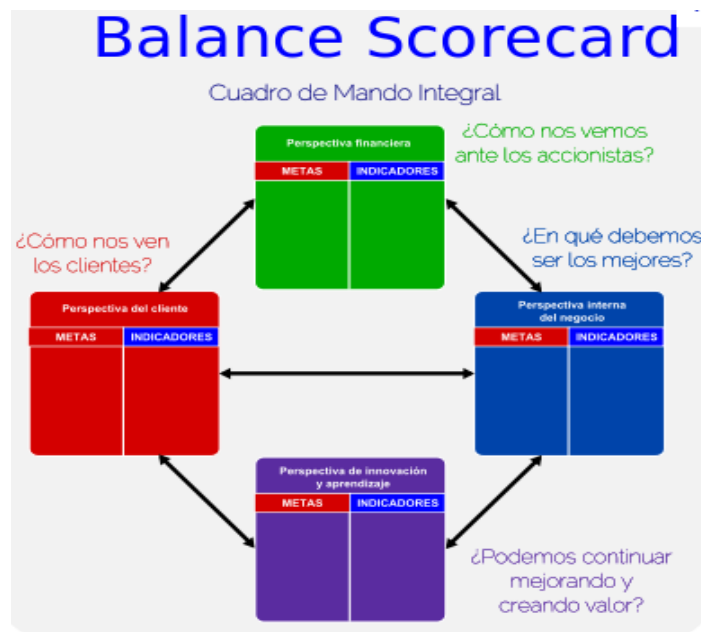 Balance Scorecard
Cuadro de Mando Integral
¿Cómo nos vemos
ante los accionistas?
Perspectiva financiera
METAS INDICADORES
¿Cómo nos ven
los clientes?
¿En qué debemos
ser los mejores?
Perspectiva del cliente
METAS INDICADORES
Perspectiva interna
del negocio
METAS INDICADORES
Perspectiva de innovación
y aprendizaje
METAS INDICADORES
¿Podemos continuar
mejorando y
creando valor?